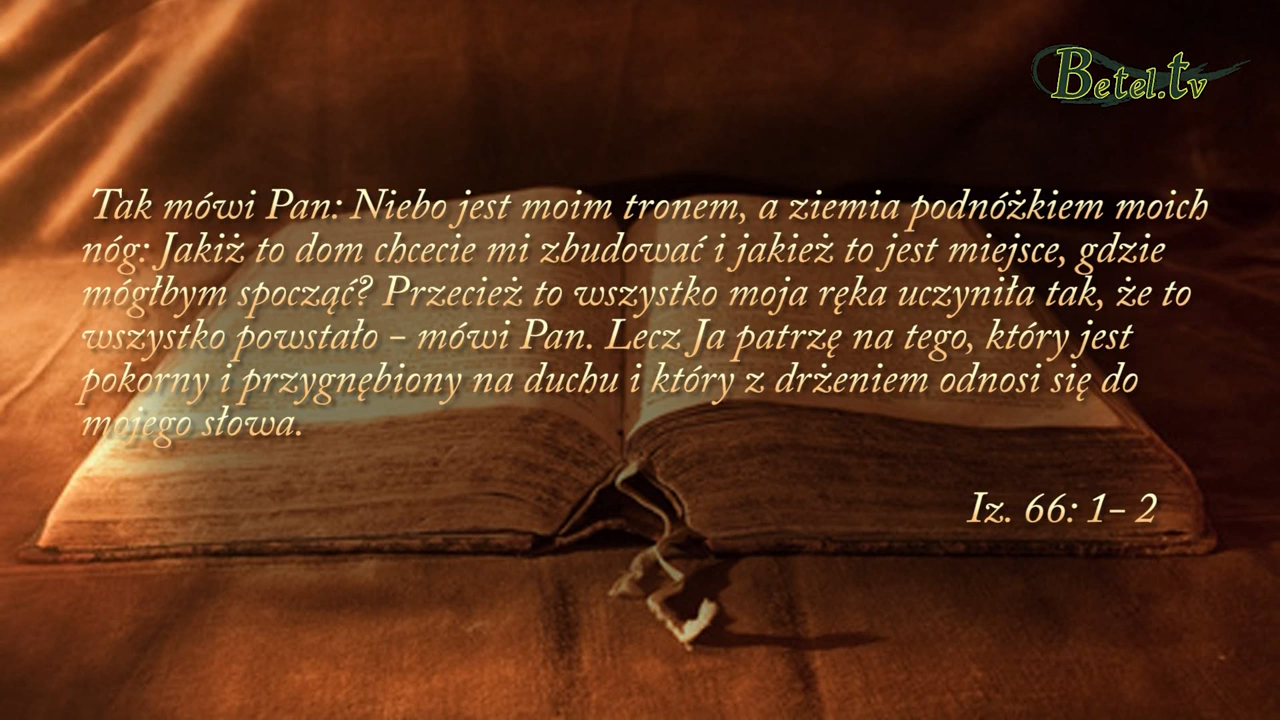 Betel.tv
Tak mówi Pan: Niebo jest moim tronem, a ziemia podnóżkiem moich
nóg: Jakiż to dom chcecie mi zbudować i jakież to jest miejsce, gdzie
mógłbym spocząć? Przecież to wszystko moja ręka uczyniła tak, że to
wszystko powstało – mówi Pan. Lecz Ja patrzę na tego, który jest
pokorny i przygnębiony na duchu i który z drżeniem odnosi się do
mojego słowa.
Iz. 66: 1– 2